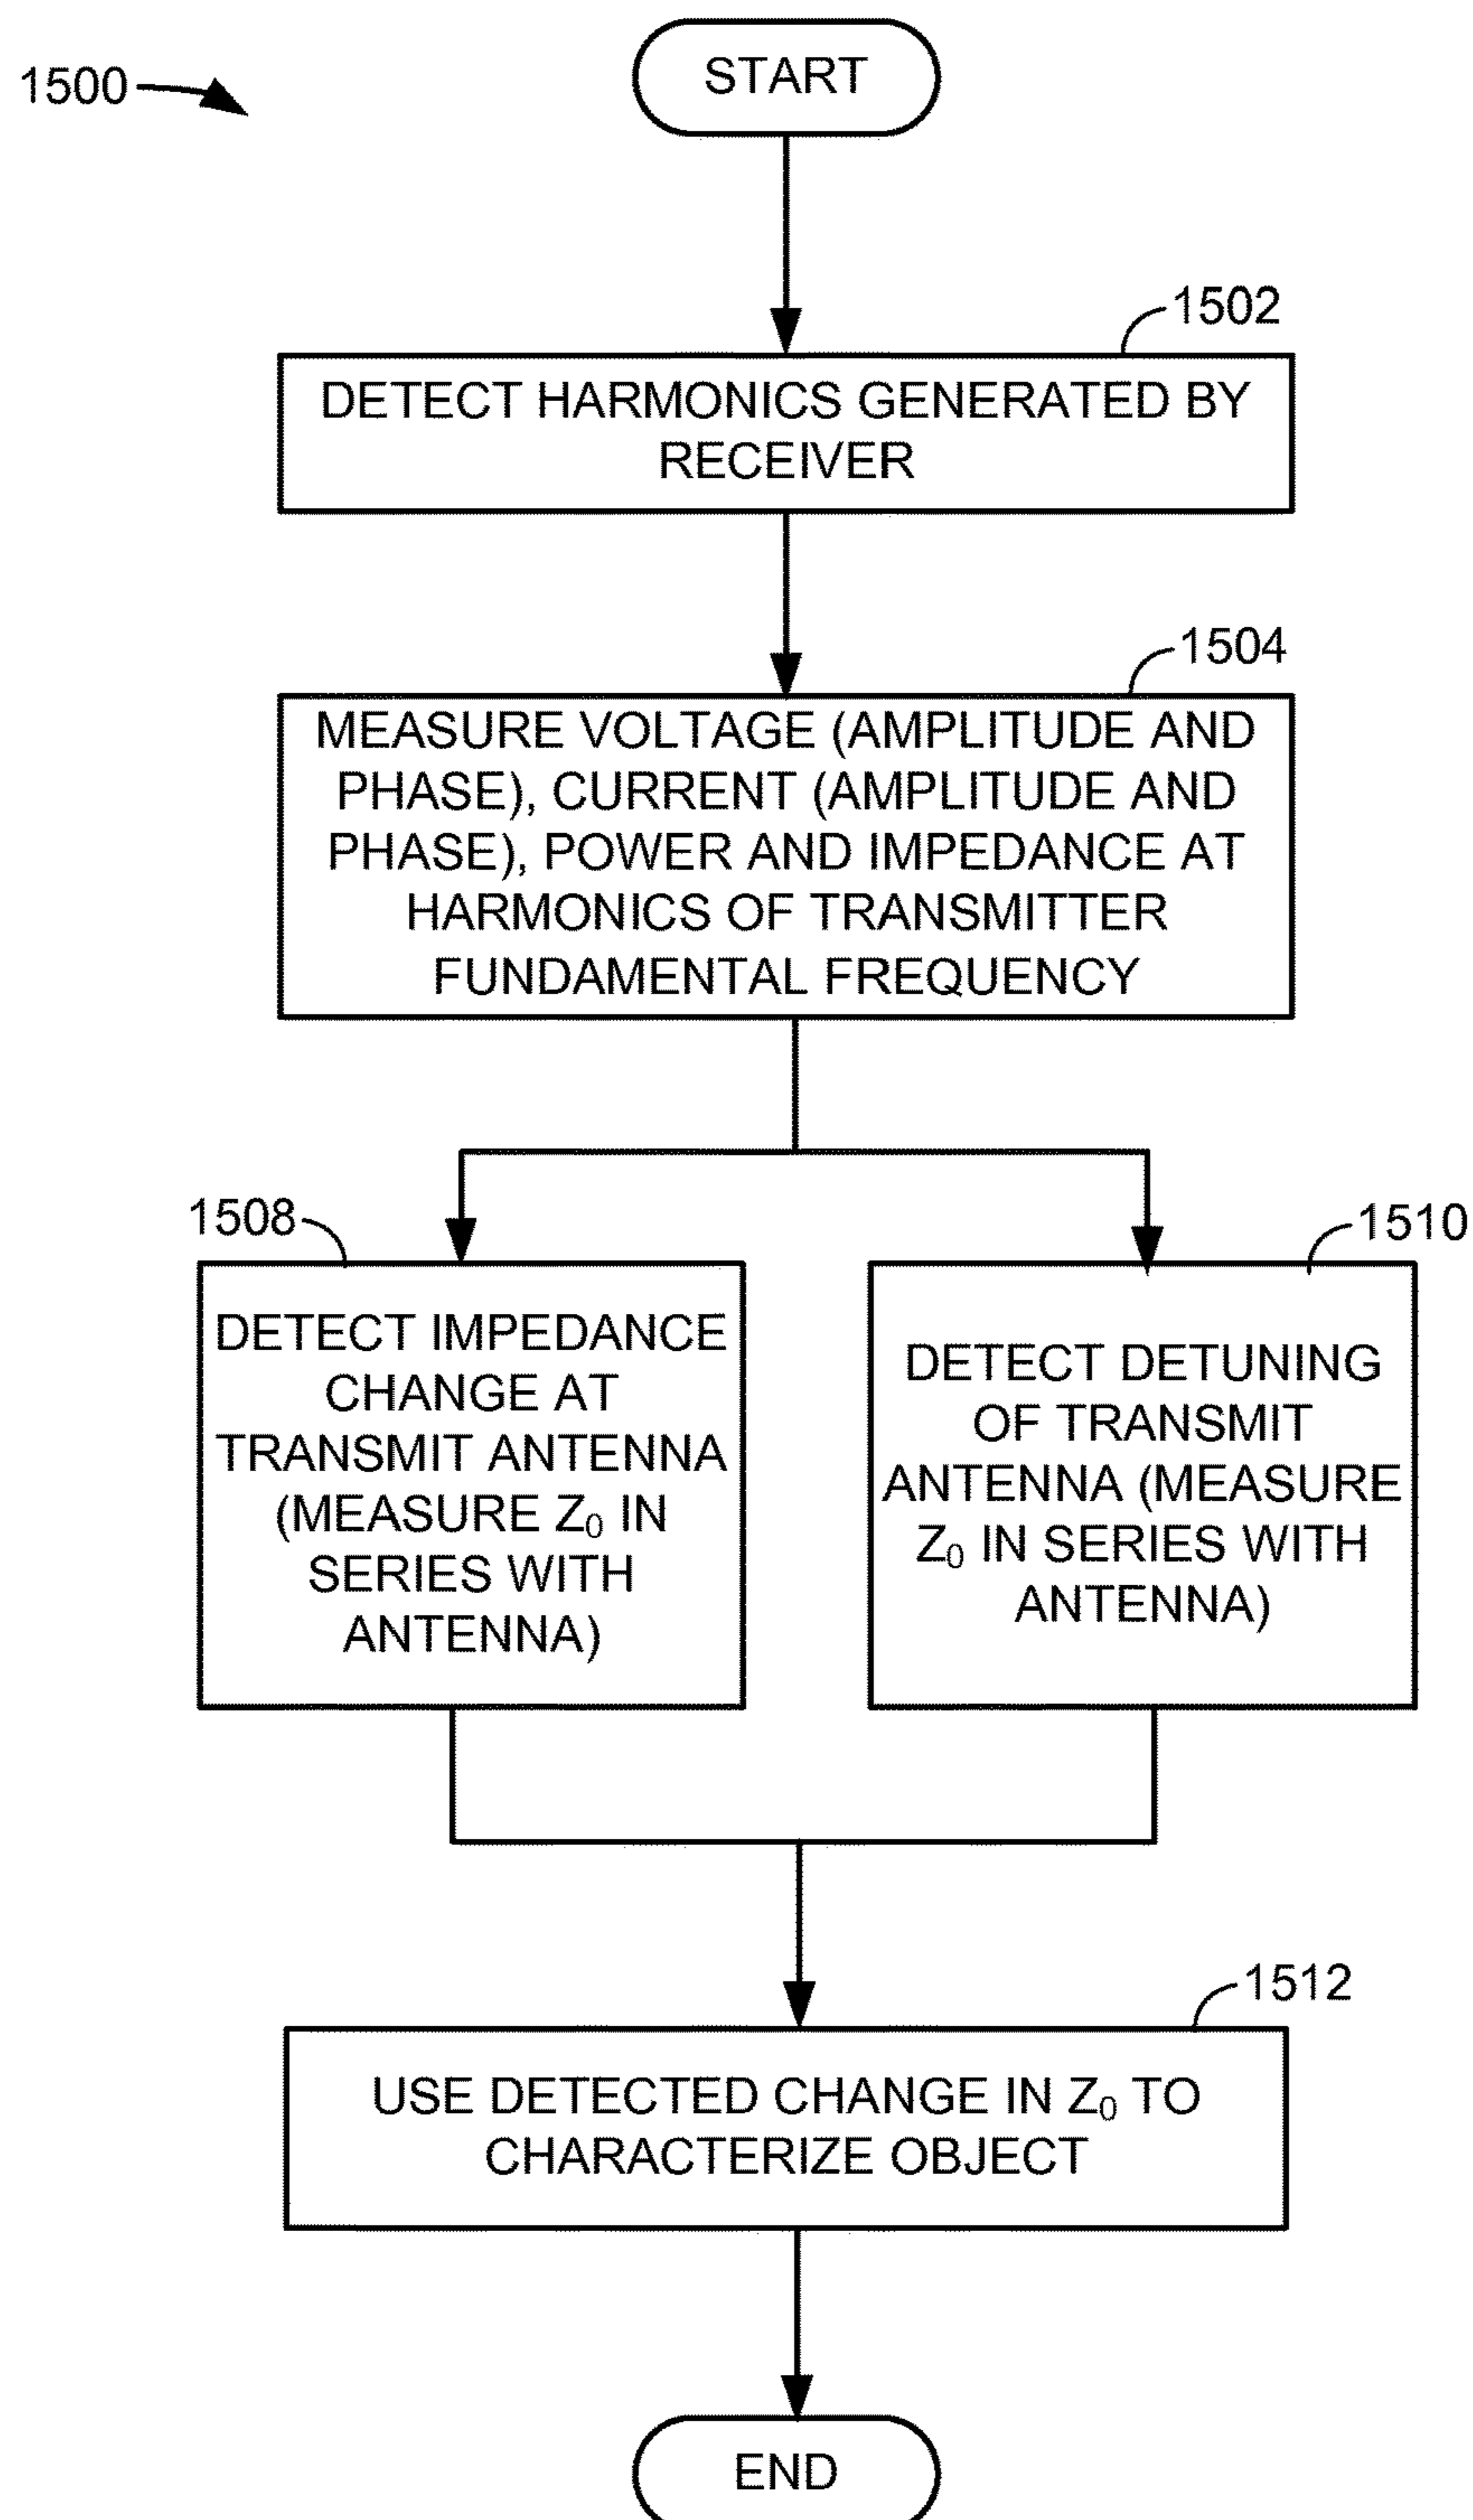 1500
START
1502
DETECT HARMONICS GENERATED BY
RECEIVER
1504
MEASURE VOLTAGE (AMPLITUDE AND
PHASE), CURRENT (AMPLITUDE AND
PHASE), POWER AND IMPEDANCE AT
HARMONICS OF TRANSMITTER
FUNDAMENTAL FREQUENCY
1508
DETECT IMPEDANCE
CHANGE AT
TRANSMIT ANTENNA
(MEASURE Z₀ IN
SERIES WITH
ANTENNA)
1510
DETECT DETUNING
OF TRANSMIT
ANTENNA (MEASURE
Z₀ IN SERIES WITH
ANTENNA)
1512
USE DETECTED CHANGE IN Z₀ TO
CHARACTERIZE OBJECT
END